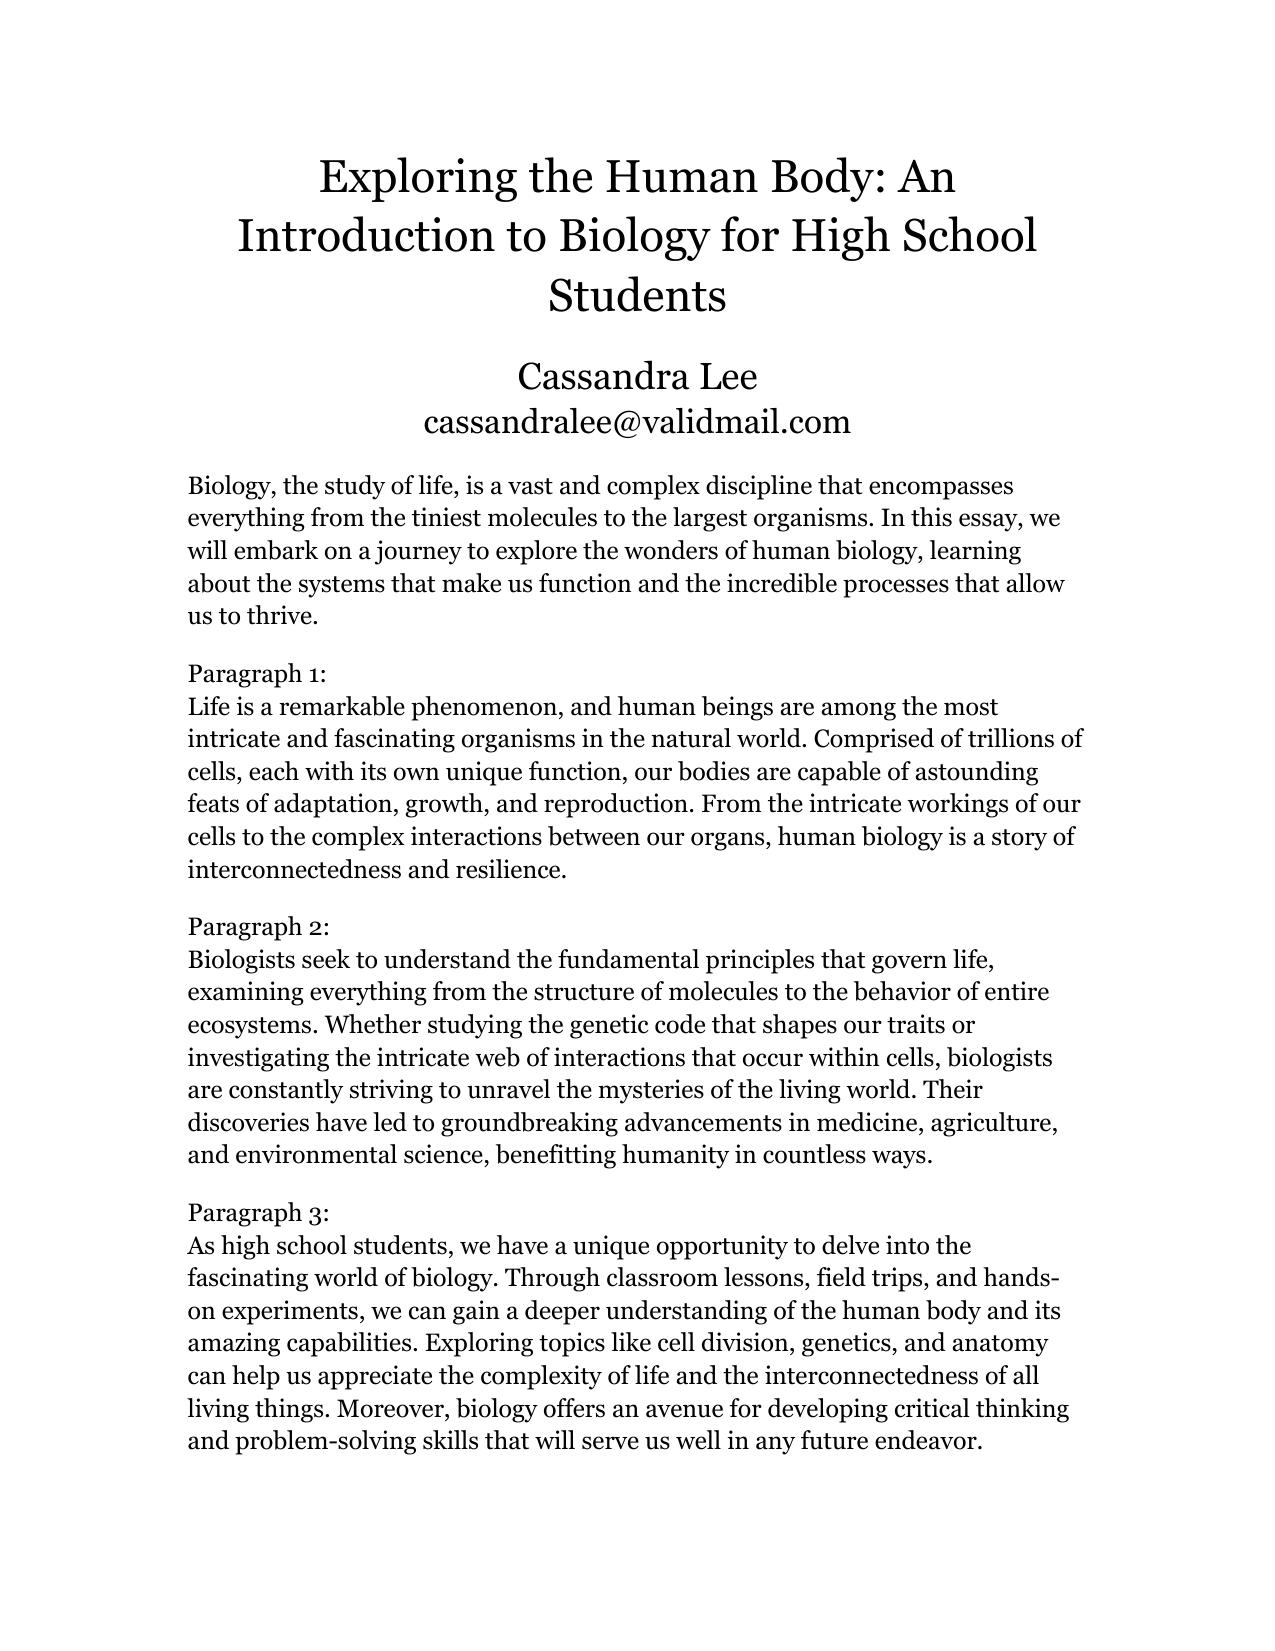 Exploring the Human Body: An
Introduction to Biology for High School
Students
Cassandra Lee
cassandralee@validmail.com
Biology, the study of life, is a vast and complex discipline that encompasses
everything from the tiniest molecules to the largest organisms. In this essay, we
will embark on a journey to explore the wonders of human biology, learning
about the systems that make us function and the incredible processes that allow
us to thrive.
Paragraph 1:
Life is a remarkable phenomenon, and human beings are among the most
intricate and fascinating organisms in the natural world. Comprised of trillions of
cells, each with its own unique function, our bodies are capable of astounding
feats of adaptation, growth, and reproduction. From the intricate workings of our
cells to the complex interactions between our organs, human biology is a story of
interconnectedness and resilience.
Paragraph 2:
Biologists seek to understand the fundamental principles that govern life,
examining everything from the structure of molecules to the behavior of entire
ecosystems. Whether studying the genetic code that shapes our traits or
investigating the intricate web of interactions that occur within cells, biologists
are constantly striving to unravel the mysteries of the living world. Their
discoveries have led to groundbreaking advancements in medicine, agriculture,
and environmental science, benefitting humanity in countless ways.
Paragraph 3:
As high school students, we have a unique opportunity to delve into the
fascinating world of biology. Through classroom lessons, field trips, and hands-
on experiments, we can gain a deeper understanding of the human body and its
amazing capabilities. Exploring topics like cell division, genetics, and anatomy
can help us appreciate the complexity of life and the interconnectedness of all
living things. Moreover, biology offers an avenue for developing critical thinking
and problem-solving skills that will serve us well in any future endeavor.